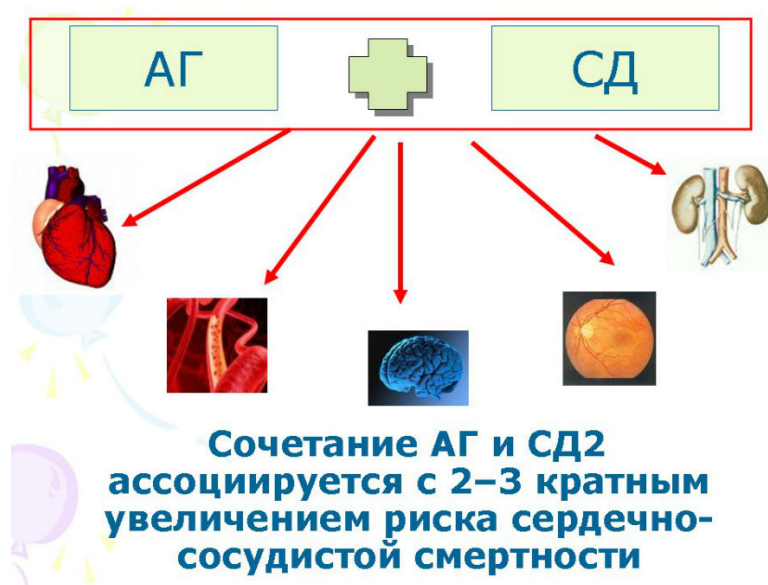 АГ
СД
Сочетание АГ и СД2
ассоциируется с 2–3 кратным
увеличением риска сердечно-
сосудистой смертности